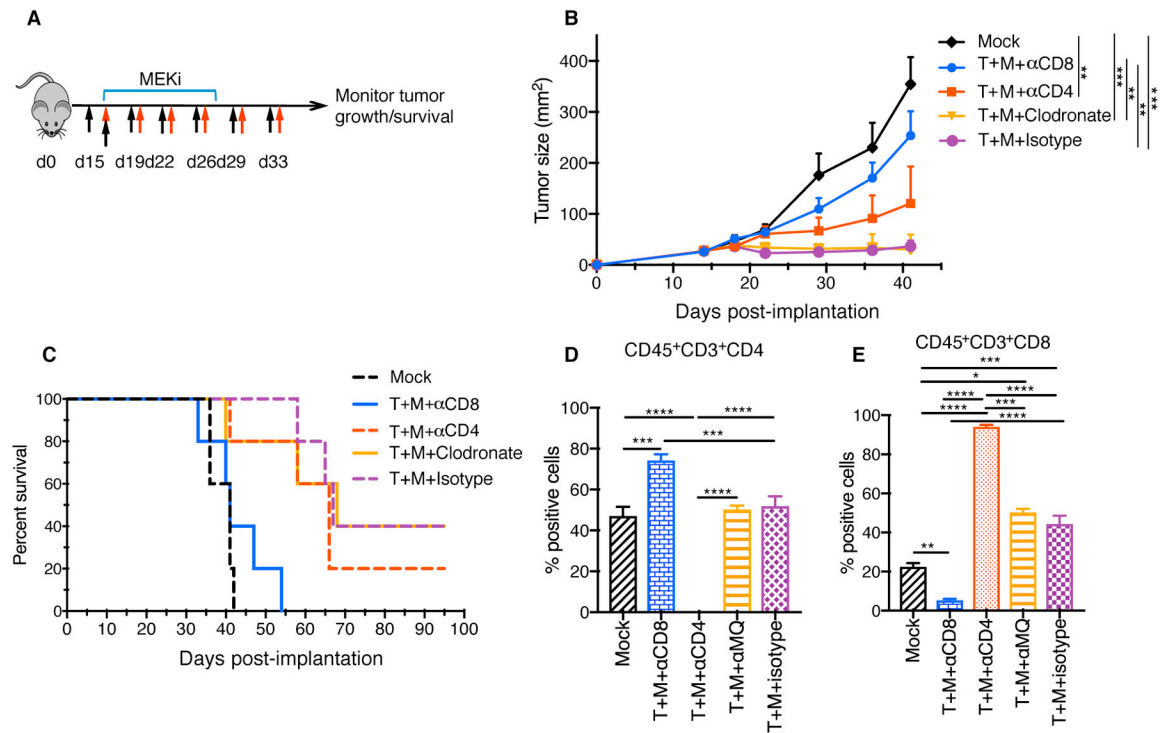 A
MEKi
Monitor tumor
growth/survival
d0 d15 d19d22 d26d29 d33
B
Tumor size (mm²)
400
300
200
100
0
0 10 20 30 40
Days post-implantation
Mock
T+M+αCD8
T+M+αCD4
T+M+Clodronate
T+M+Isotype
**
***
**
**
***
C
Percent survival
100
80
60
40
20
0
0 10 20 30 40 50 60 70 80 90 100
Days post-implantation
Mock
T+M+αCD8
T+M+αCD4
T+M+Clodronate
T+M+Isotype
D
CD45⁺CD3⁺CD4
% positive cells
100
80
60
40
20
0
**** ****
*** ***
****
Mock
T+M+αCD8
T+M+αCD4
T+M+αMQ
T+M+isotype
E
CD45⁺CD3⁺CD8
% positive cells
100
80
60
40
20
0
***
*
**** ****
**** ***
****
**
Mock
T+M+αCD8
T+M+αCD4
T+M+αMQ
T+M+isotype